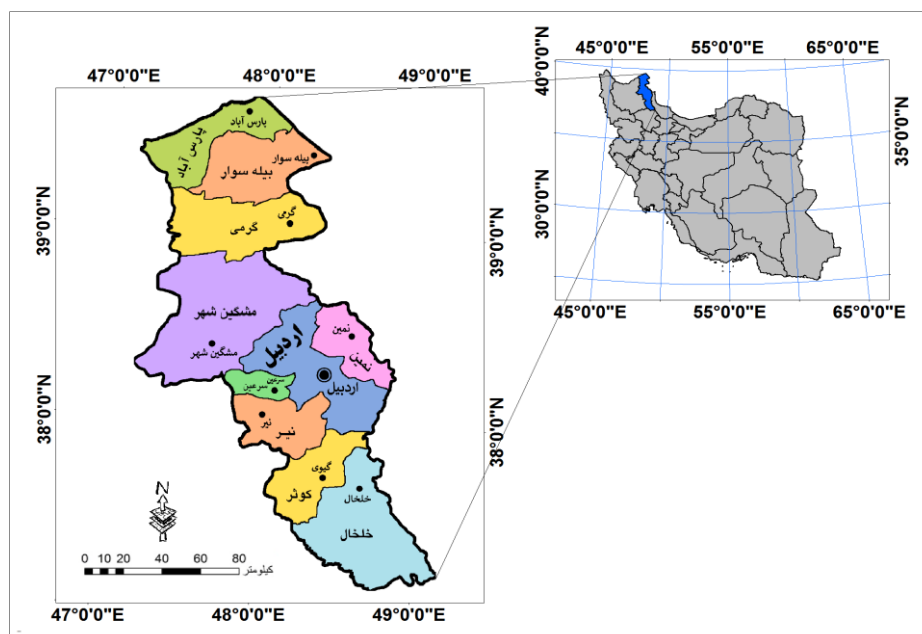 47°0'0"E 48°0'0"E 49°0'0"E
39°0'0"N
38°0'0"N
پارس آباد
پارس آباد
بیله سوار
بیله سوار
گرمی
گرمی
مشگین شهر
مشگین شهر
اردبیل
اردبیل
نمین
نمین
سرعین
سرعین
نیر
نیر
گیوی
کوثر
خلخال
خلخال
N
0 10 20 40 60 80
کیلومتر
39°0'0"N
38°0'0"N
47°0'0"E 48°0'0"E 49°0'0"E
45°0'0"E 55°0'0"E 65°0'0"E
40°0'0"N
30°0'0"N
35°0'0"N
45°0'0"E 55°0'0"E 65°0'0"E